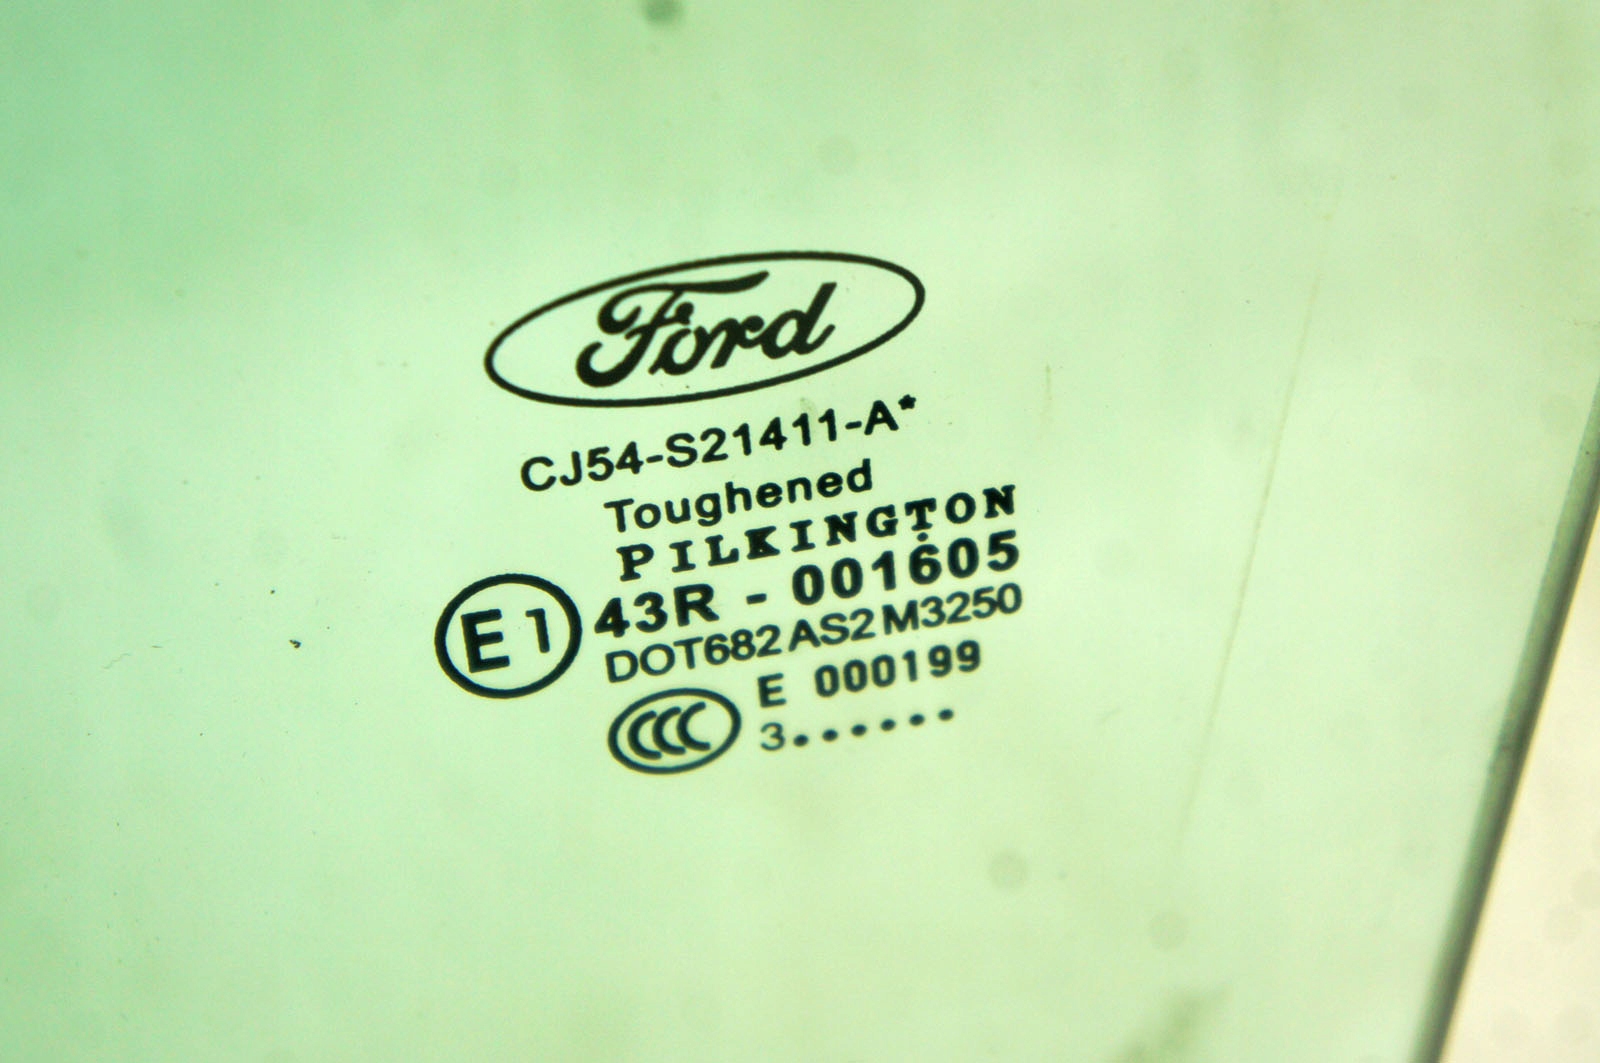 Ford
CJ54-S21411-A*
Toughened
PILKINGTON
E1 43R - 001605
DOT682 AS2 M3250
CCC E 000199
3......